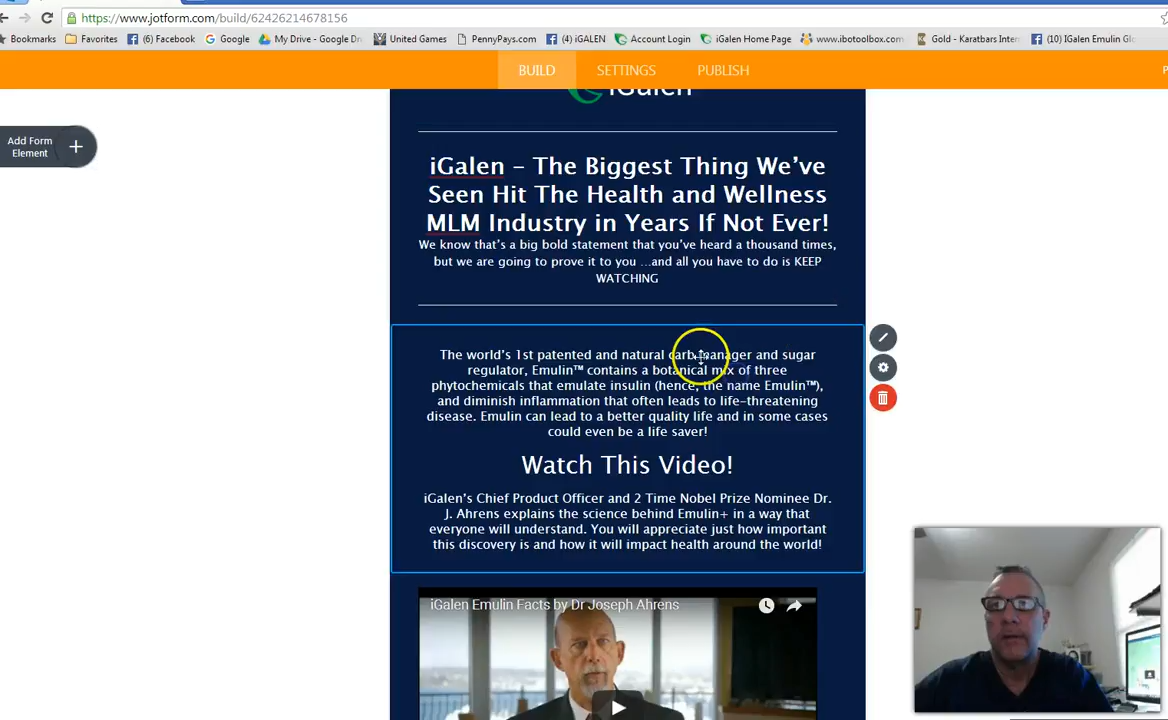 https://www.jotform.com/build/62426214678156
Bookmarks Favorites (6) Facebook Google My Drive - Google Dr United Games PennyPays.com (4) iGALEN Account Login iGalen Home Page www.ibotoolbox.com Gold - Karatbars Inter (10) IGalen Emulin Glo
BUILD SETTINGS PUBLISH
P
Add Form
Element
iGalen
iGalen – The Biggest Thing We've
Seen Hit The Health and Wellness
MLM Industry in Years If Not Ever!
We know that's a big bold statement that you've heard a thousand times,
but we are going to prove it to you ...and all you have to do is KEEP
WATCHING
The world's 1st patented and natural carb manager and sugar
regulator, Emulin™ contains a botanical mix of three
phytochemicals that emulate insulin (hence, the name Emulin™),
and diminish inflammation that often leads to life-threatening
disease. Emulin can lead to a better quality life and in some cases
could even be a life saver!
Watch This Video!
iGalen's Chief Product Officer and 2 Time Nobel Prize Nominee Dr.
J. Ahrens explains the science behind Emulin+ in a way that
everyone will understand. You will appreciate just how important
this discovery is and how it will impact health around the world!
iGalen Emulin Facts by Dr Joseph Ahrens